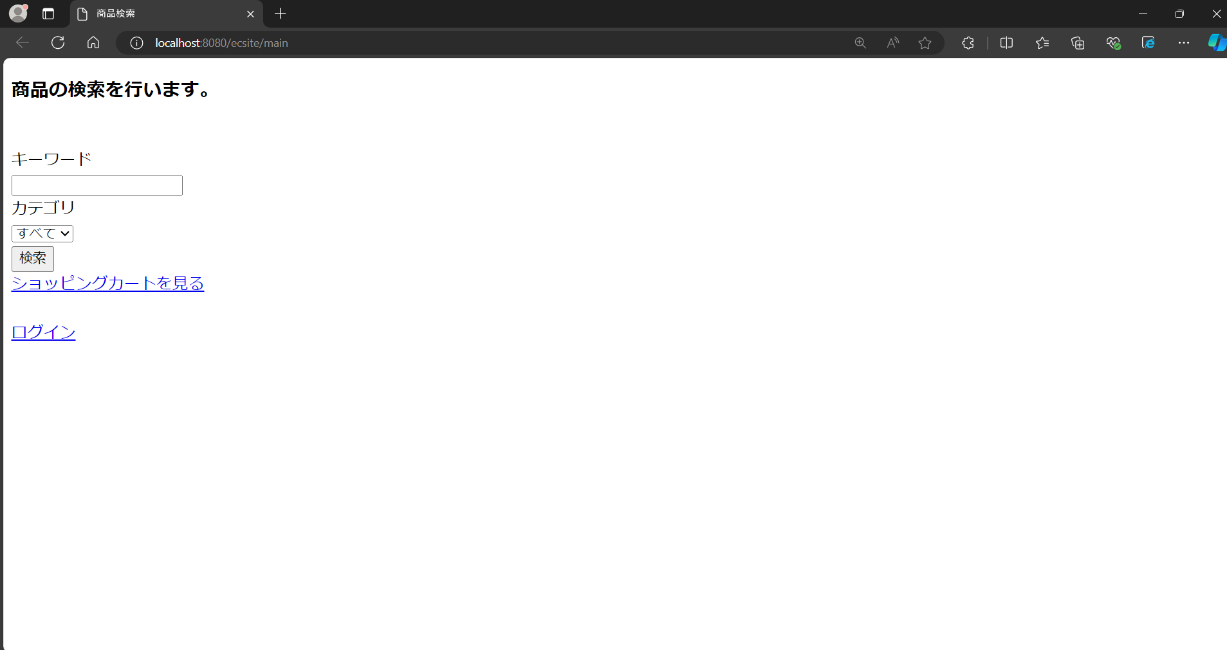 商品検索
localhost:8080/ecsite/main
商品の検索を行います。
キーワード
カテゴリ
すべて
検索
ショッピングカートを見る
ログイン